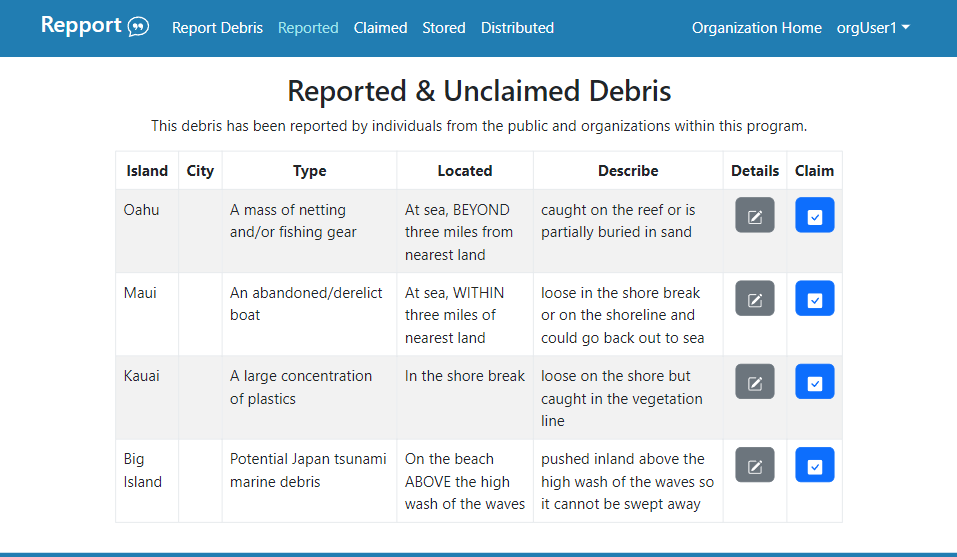 Repport Report Debris Reported Claimed Stored Distributed Organization Home orgUser1
Reported & Unclaimed Debris
This debris has been reported by individuals from the public and organizations within this program.
Island City Type Located Describe Details Claim
Oahu A mass of netting At sea, BEYOND caught on the reef or is
and/or fishing gear three miles from partially buried in sand
nearest land
Maui An abandoned/derelict At sea, WITHIN loose in the shore break
boat three miles of or on the shoreline and
nearest land could go back out to sea
Kauai A large concentration In the shore break loose on the shore but
of plastics caught in the vegetation
line
Big Potential Japan tsunami On the beach pushed inland above the
Island marine debris ABOVE the high high wash of the waves so
wash of the waves it cannot be swept away